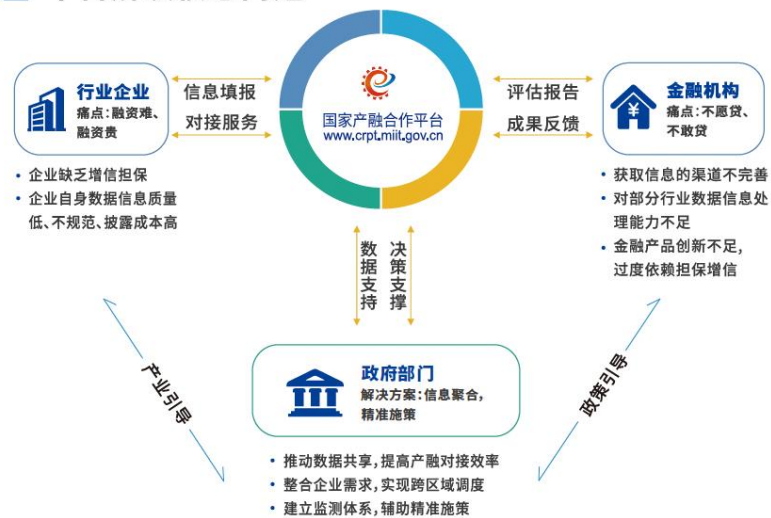 行业企业
痛点:融资难、
融资贵
信息填报
对接服务
国家产融合作平台
www.crpt.miit.gov.cn
评估报告
成果反馈
金融机构
痛点:不愿贷、
不敢贷
• 企业缺乏增信担保
• 企业自身数据信息质量
低、不规范、披露成本高
• 获取信息的渠道不完善
• 对部分行业数据信息处
理能力不足
• 金融产品创新不足,
过度依赖担保增信
数据支持
决策支撑
产业引导
政策引导
政府部门
解决方案:信息聚合,
精准施策
• 推动数据共享,提高产融对接效率
• 整合企业需求,实现跨区域调度
• 建立监测体系,辅助精准施策